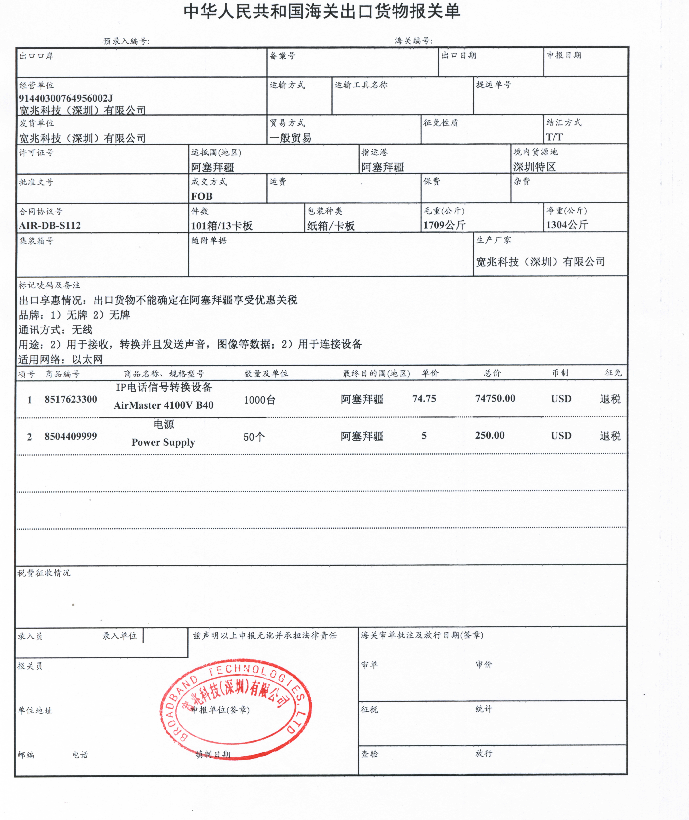 中华人民共和国海关出口货物报关单
预录入编号: 海关编号:
出口口岸 备案号 出口日期 申报日期
经营单位 运输方式 运输工具名称 提运单号
9144030076495600 2J
宽兆科技（深圳）有限公司
发货单位 贸易方式 征免性质 结汇方式
宽兆科技（深圳）有限公司 一般贸易 T/T
许可证号 运抵国(地区) 指运港 境内货源地
阿塞拜疆 阿塞拜疆 深圳特区
批准文号 成交方式 运费 保费 杂费
FOB
合同协议号 件数 包装种类 毛重(公斤) 净重(公斤)
AIR-DB-S112 101箱/13卡板 纸箱/卡板 1709公斤 1304公斤
集装箱号 随附单据 生产厂家
宽兆科技（深圳）有限公司
标记唛码及备注
出口享惠情况：出口货物不能确定在阿塞拜疆享受优惠关税
品牌：1）无牌 2）无牌
通讯方式：无线
用途：2）用于接收，转换并且发送声音，图像等数据；2）用于连接设备
适用网络：以太网
项号 商品编号 商品名称、规格型号 数量及单位 最终目的国(地区) 单价 总价 币制 征免
IP电话信号转换设备
1 8517623300 AirMaster 4100V B40 1000台 阿塞拜疆 74.75 74750.00 USD 退税
电源
2 8504409999 Power Supply 50个 阿塞拜疆 5 250.00 USD 退税
税费征收情况
录入员 录入单位 兹声明以上申报无讹并承担法律责任 海关审单批注及放行日期(签章)
报关员 审单 审价
BROADBAND TECHNOLOGIES, LTD
宽兆科技(深圳)有限公司
单位地址 申报单位(签章) 征税 统计
邮编 电话 填制日期 查验 放行